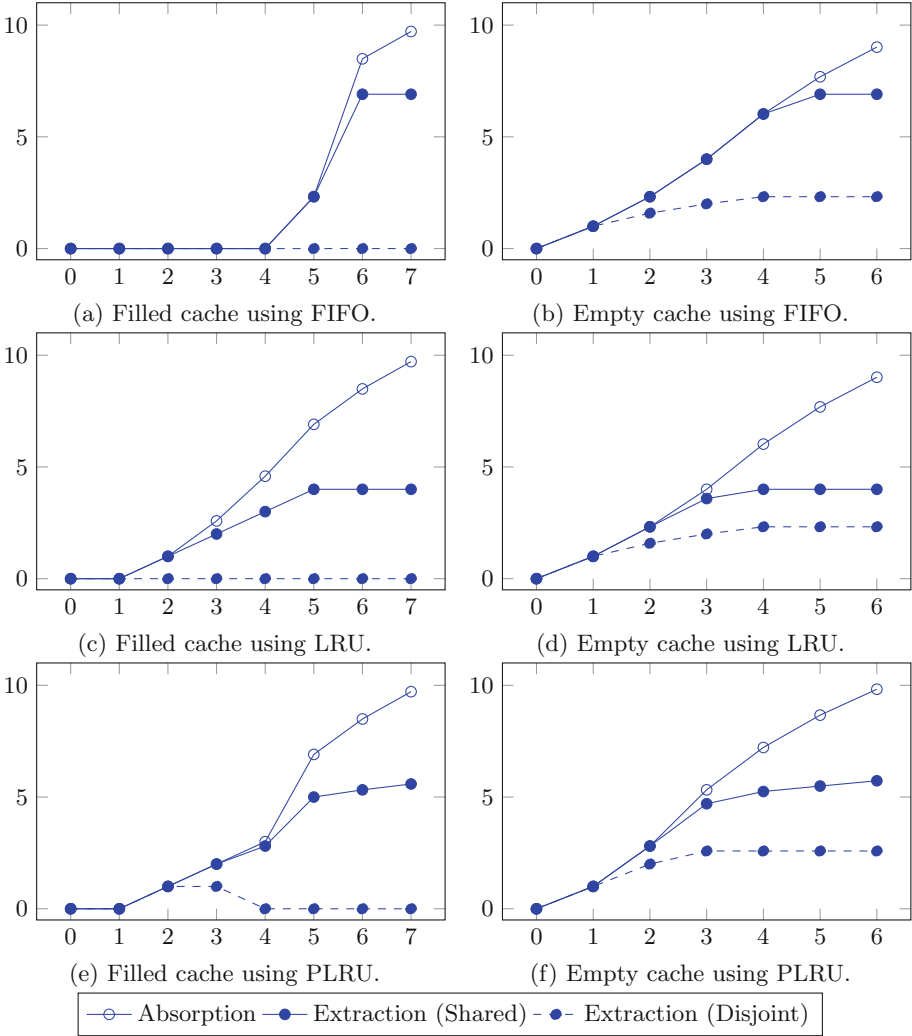 10
5
0
0 1 2 3 4 5 6 7
(a) Filled cache using FIFO.
10
5
0
0 1 2 3 4 5 6
(b) Empty cache using FIFO.
10
5
0
0 1 2 3 4 5 6 7
(c) Filled cache using LRU.
10
5
0
0 1 2 3 4 5 6
(d) Empty cache using LRU.
10
5
0
0 1 2 3 4 5 6 7
(e) Filled cache using PLRU.
10
5
0
0 1 2 3 4 5 6
(f) Empty cache using PLRU.
Absorption Extraction (Shared) Extraction (Disjoint)